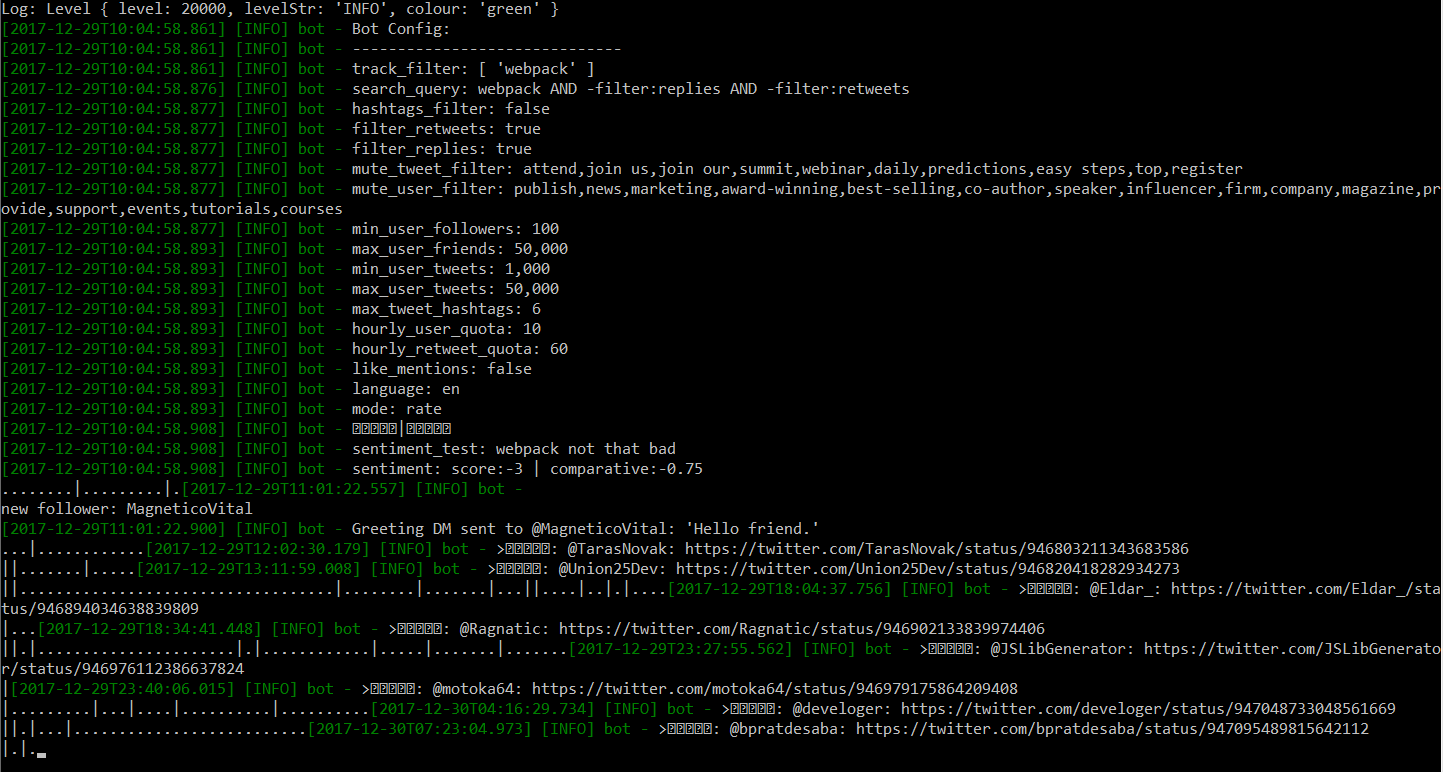 Log: Level { level: 20000, levelStr: 'INFO', colour: 'green' }
[2017-12-29T10:04:58.861] [INFO] bot - Bot Config:
[2017-12-29T10:04:58.861] [INFO] bot - ------------------------------
[2017-12-29T10:04:58.861] [INFO] bot - track_filter: [ 'webpack' ]
[2017-12-29T10:04:58.876] [INFO] bot - search_query: webpack AND -filter:replies AND -filter:retweets
[2017-12-29T10:04:58.877] [INFO] bot - hashtags_filter: false
[2017-12-29T10:04:58.877] [INFO] bot - filter_retweets: true
[2017-12-29T10:04:58.877] [INFO] bot - filter_replies: true
[2017-12-29T10:04:58.877] [INFO] bot - mute_tweet_filter: attend,join us,join our,summit,webinar,daily,predictions,easy steps,top,register
[2017-12-29T10:04:58.877] [INFO] bot - mute_user_filter: publish,news,marketing,award-winning,best-selling,co-author,speaker,influencer,firm,company,magazine,pr
ovide,support,events,tutorials,courses
[2017-12-29T10:04:58.877] [INFO] bot - min_user_followers: 100
[2017-12-29T10:04:58.893] [INFO] bot - max_user_friends: 50,000
[2017-12-29T10:04:58.893] [INFO] bot - min_user_tweets: 1,000
[2017-12-29T10:04:58.893] [INFO] bot - max_user_tweets: 50,000
[2017-12-29T10:04:58.893] [INFO] bot - max_tweet_hashtags: 6
[2017-12-29T10:04:58.893] [INFO] bot - hourly_user_quota: 10
[2017-12-29T10:04:58.893] [INFO] bot - hourly_retweet_quota: 60
[2017-12-29T10:04:58.893] [INFO] bot - like_mentions: false
[2017-12-29T10:04:58.893] [INFO] bot - language: en
[2017-12-29T10:04:58.893] [INFO] bot - mode: rate
[2017-12-29T10:04:58.908] [INFO] bot - ⍰⍰⍰⍰⍰|⍰⍰⍰⍰⍰
[2017-12-29T10:04:58.908] [INFO] bot - sentiment_test: webpack not that bad
[2017-12-29T10:04:58.908] [INFO] bot - sentiment: score:-3 | comparative:-0.75
........|.........|.[2017-12-29T11:01:22.557] [INFO] bot -
new follower: MagneticoVital
[2017-12-29T11:01:22.900] [INFO] bot - Greeting DM sent to @MagneticoVital: 'Hello friend.'
...|............[2017-12-29T12:02:30.179] [INFO] bot - >⍰⍰⍰⍰⍰: @TarasNovak: https://twitter.com/TarasNovak/status/946803211343683586
||.......|.....[2017-12-29T13:11:59.008] [INFO] bot - >⍰⍰⍰⍰⍰: @Union25Dev: https://twitter.com/Union25Dev/status/946820418282934273
||...................................|........|.......|...||....|..|.|....[2017-12-29T18:04:37.756] [INFO] bot - >⍰⍰⍰⍰⍰: @Eldar_: https://twitter.com/Eldar_/sta
tus/946894034638839809
|...[2017-12-29T18:34:41.448] [INFO] bot - >⍰⍰⍰⍰⍰: @Ragnatic: https://twitter.com/Ragnatic/status/946902133839974406
||.|......................|.|............|.....|.......|.......[2017-12-29T23:27:55.562] [INFO] bot - >⍰⍰⍰⍰⍰: @JSLibGenerator: https://twitter.com/JSLibGenerato
r/status/946976112386637824
|[2017-12-29T23:40:06.015] [INFO] bot - >⍰⍰⍰⍰⍰: @motoka64: https://twitter.com/motoka64/status/946979175864209408
|.........|...|....|..........|..........[2017-12-30T04:16:29.734] [INFO] bot - >⍰⍰⍰⍰⍰: @develoger: https://twitter.com/develoger/status/947048733048561669
||.|...|..........................[2017-12-30T07:23:04.973] [INFO] bot - >⍰⍰⍰⍰⍰: @bpratdesaba: https://twitter.com/bpratdesaba/status/947095489815642112
|.|.